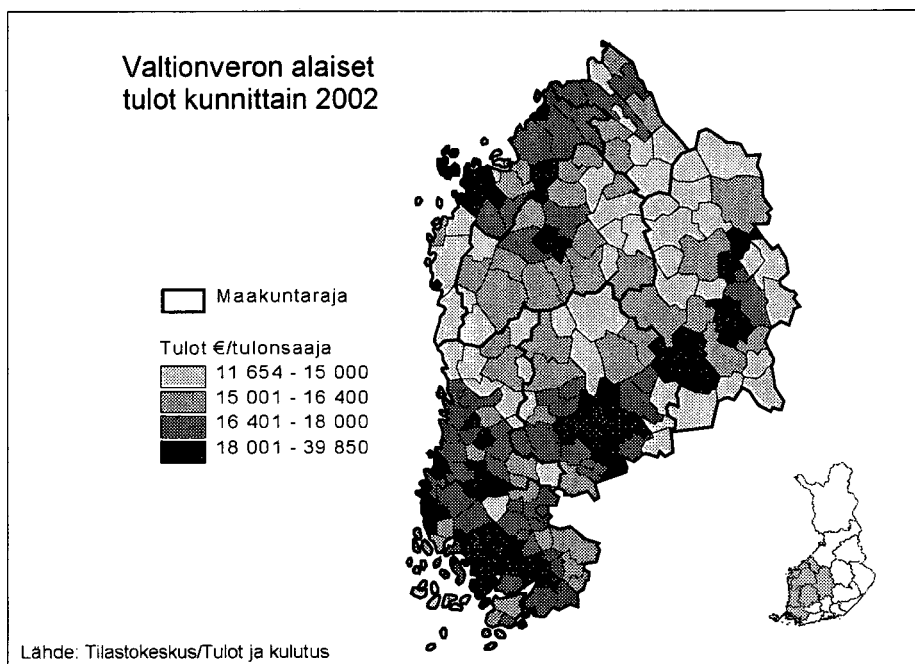 Valtionveron alaiset
tulot kunnittain 2002
Maakuntaraja
Tulot €/tulonsaaja
11 654 - 15 000
15 001 - 16 400
16 401 - 18 000
18 001 - 39 850
Lähde: Tilastokeskus/Tulot ja kulutus